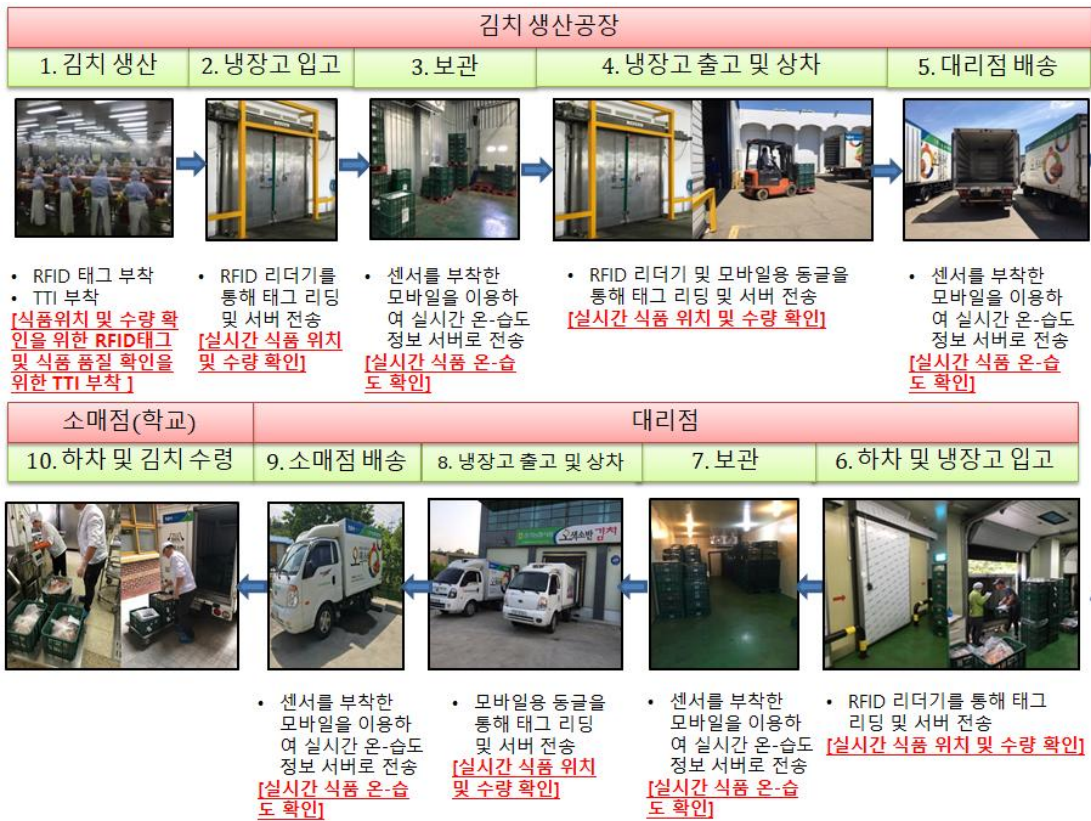 김치 생산공장
1. 김치 생산
2. 냉장고 입고
3. 보관
4. 냉장고 출고 및 상차
5. 대리점 배송
• RFID 태그 부착
• TTI 부착
[식품위치 및 수량 확
인을 위한 RFID태그
및 식품 품질 확인을
위한 TTI 부착 ]
• RFID 리더기를
통해 태그 리딩
및 서버 전송
[실시간 식품 위치
및 수량 확인]
• 센서를 부착한
모바일을 이용하
여 실시간 온-습도
정보 서버로 전송
[실시간 식품 온-습
도 확인]
• RFID 리더기 및 모바일용 동글을
통해 태그 리딩 및 서버 전송
[실시간 식품 위치 및 수량 확인]
• 센서를 부착한
모바일을 이용하
여 실시간 온-습도
정보 서버로 전송
[실시간 식품 온-습
도 확인]
소매점(학교)
대리점
10. 하차 및 김치 수령
9. 소매점 배송
8. 냉장고 출고 및 상차
7. 보관
6. 하차 및 냉장고 입고
오색소반김치
• 센서를 부착한
모바일을 이용하
여 실시간 온-습도
정보 서버로 전송
[실시간 식품 온-습
도 확인]
• 모바일용 동글을
통해 태그 리딩
및 서버 전송
[실시간 식품 위치
및 수량 확인]
• 센서를 부착한
모바일을 이용하
여 실시간 온-습도
정보 서버로 전송
[실시간 식품 온-습
도 확인]
• RFID 리더기를 통해 태그
리딩 및 서버 전송
[실시간 식품 위치 및 수량 확인]